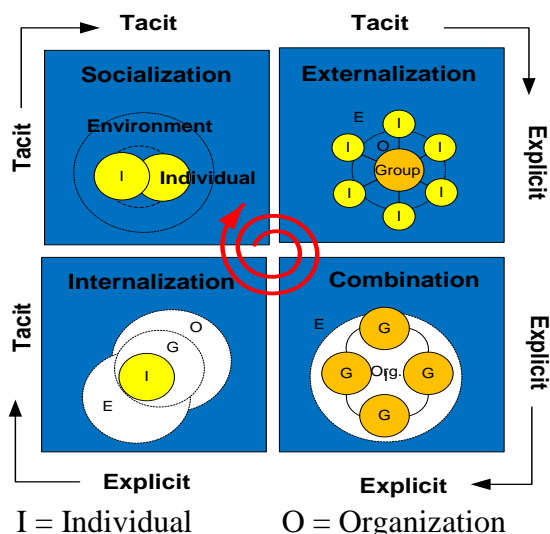 Tacit
Tacit
Tacit
Explicit
Socialization
Environment
I
Individual
Externalization
E
I
I
I
O
Group
I
I
I
Tacit
Explicit
Internalization
O
G
I
E
Combination
E
G
G
Org.
G
G
Explicit
Explicit
I = Individual
O = Organization